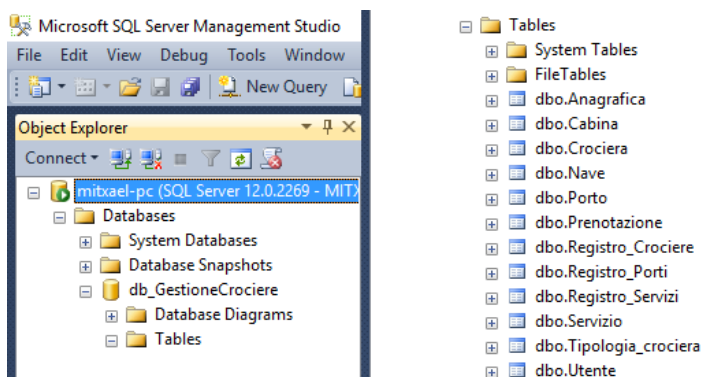 Microsoft SQL Server Management Studio
File Edit View Debug Tools Window
New Query
Object Explorer
Connect
mitxael-pc (SQL Server 12.0.2269 - MITX
Databases
System Databases
Database Snapshots
db_GestioneCrociere
Database Diagrams
Tables
Tables
System Tables
FileTables
dbo.Anagrafica
dbo.Cabina
dbo.Crociera
dbo.Nave
dbo.Porto
dbo.Prenotazione
dbo.Registro_Crociere
dbo.Registro_Porti
dbo.Registro_Servizi
dbo.Servizio
dbo.Tipologia_crociera
dbo.Utente